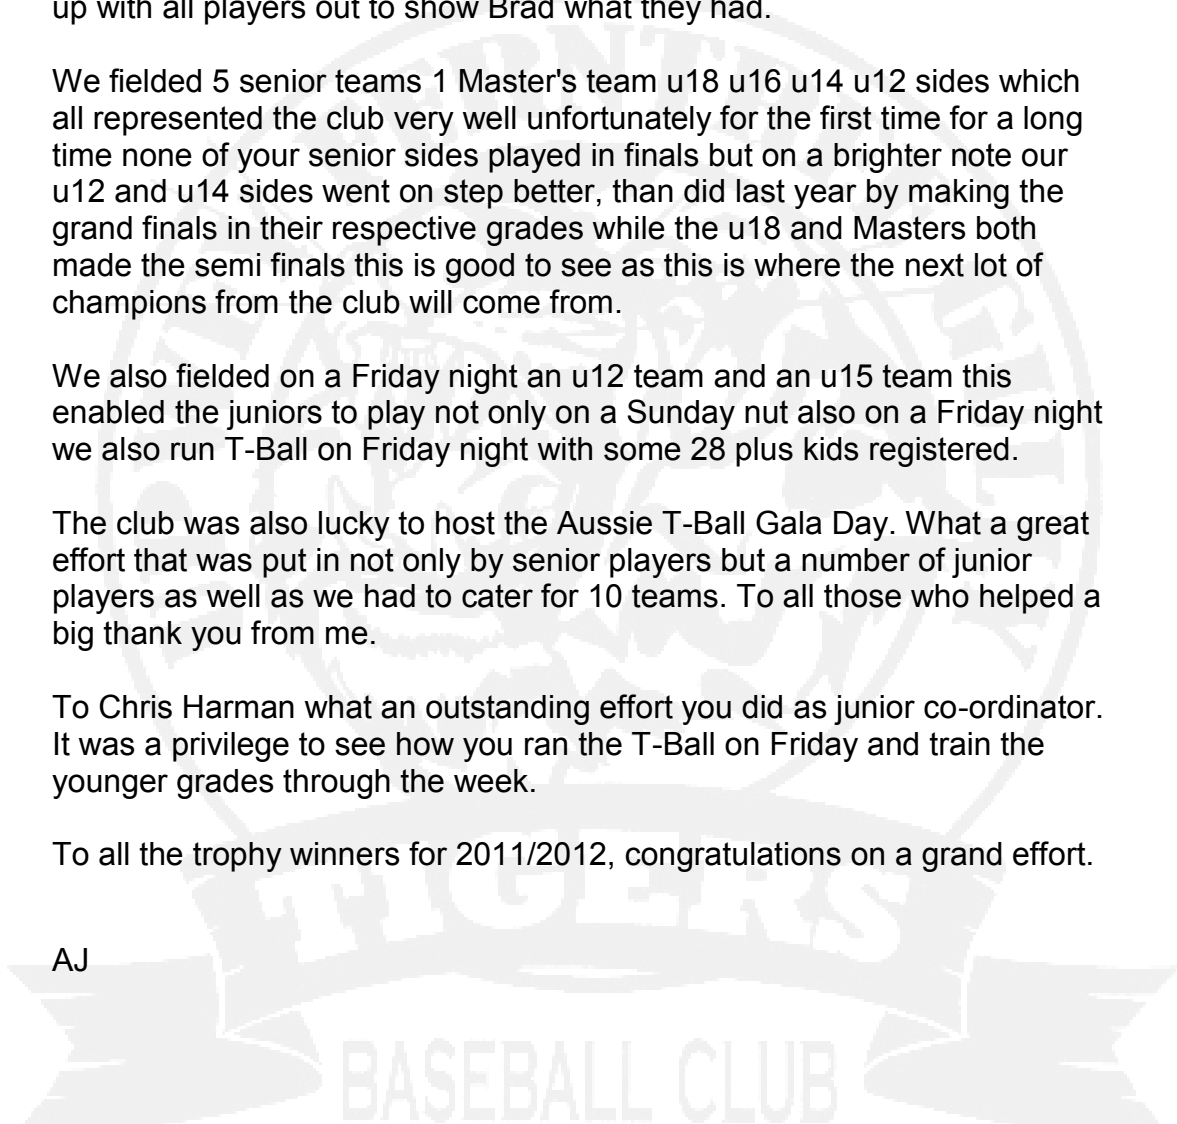 up with all players out to show Brad what they had.
We fielded 5 senior teams 1 Master's team u18 u16 u14 u12 sides which
all represented the club very well unfortunately for the first time for a long
time none of your senior sides played in finals but on a brighter note our
u12 and u14 sides went on step better, than did last year by making the
grand finals in their respective grades while the u18 and Masters both
made the semi finals this is good to see as this is where the next lot of
champions from the club will come from.
We also fielded on a Friday night an u12 team and an u15 team this
enabled the juniors to play not only on a Sunday nut also on a Friday night
we also run T-Ball on Friday night with some 28 plus kids registered.
The club was also lucky to host the Aussie T-Ball Gala Day. What a great
effort that was put in not only by senior players but a number of junior
players as well as we had to cater for 10 teams. To all those who helped a
big thank you from me.
To Chris Harman what an outstanding effort you did as junior co-ordinator.
It was a privilege to see how you ran the T-Ball on Friday and train the
younger grades through the week.
To all the trophy winners for 2011/2012, congratulations on a grand effort.
AJ
UPPER FERNTREE GULLY
TIGERS
BASEBALL CLUB